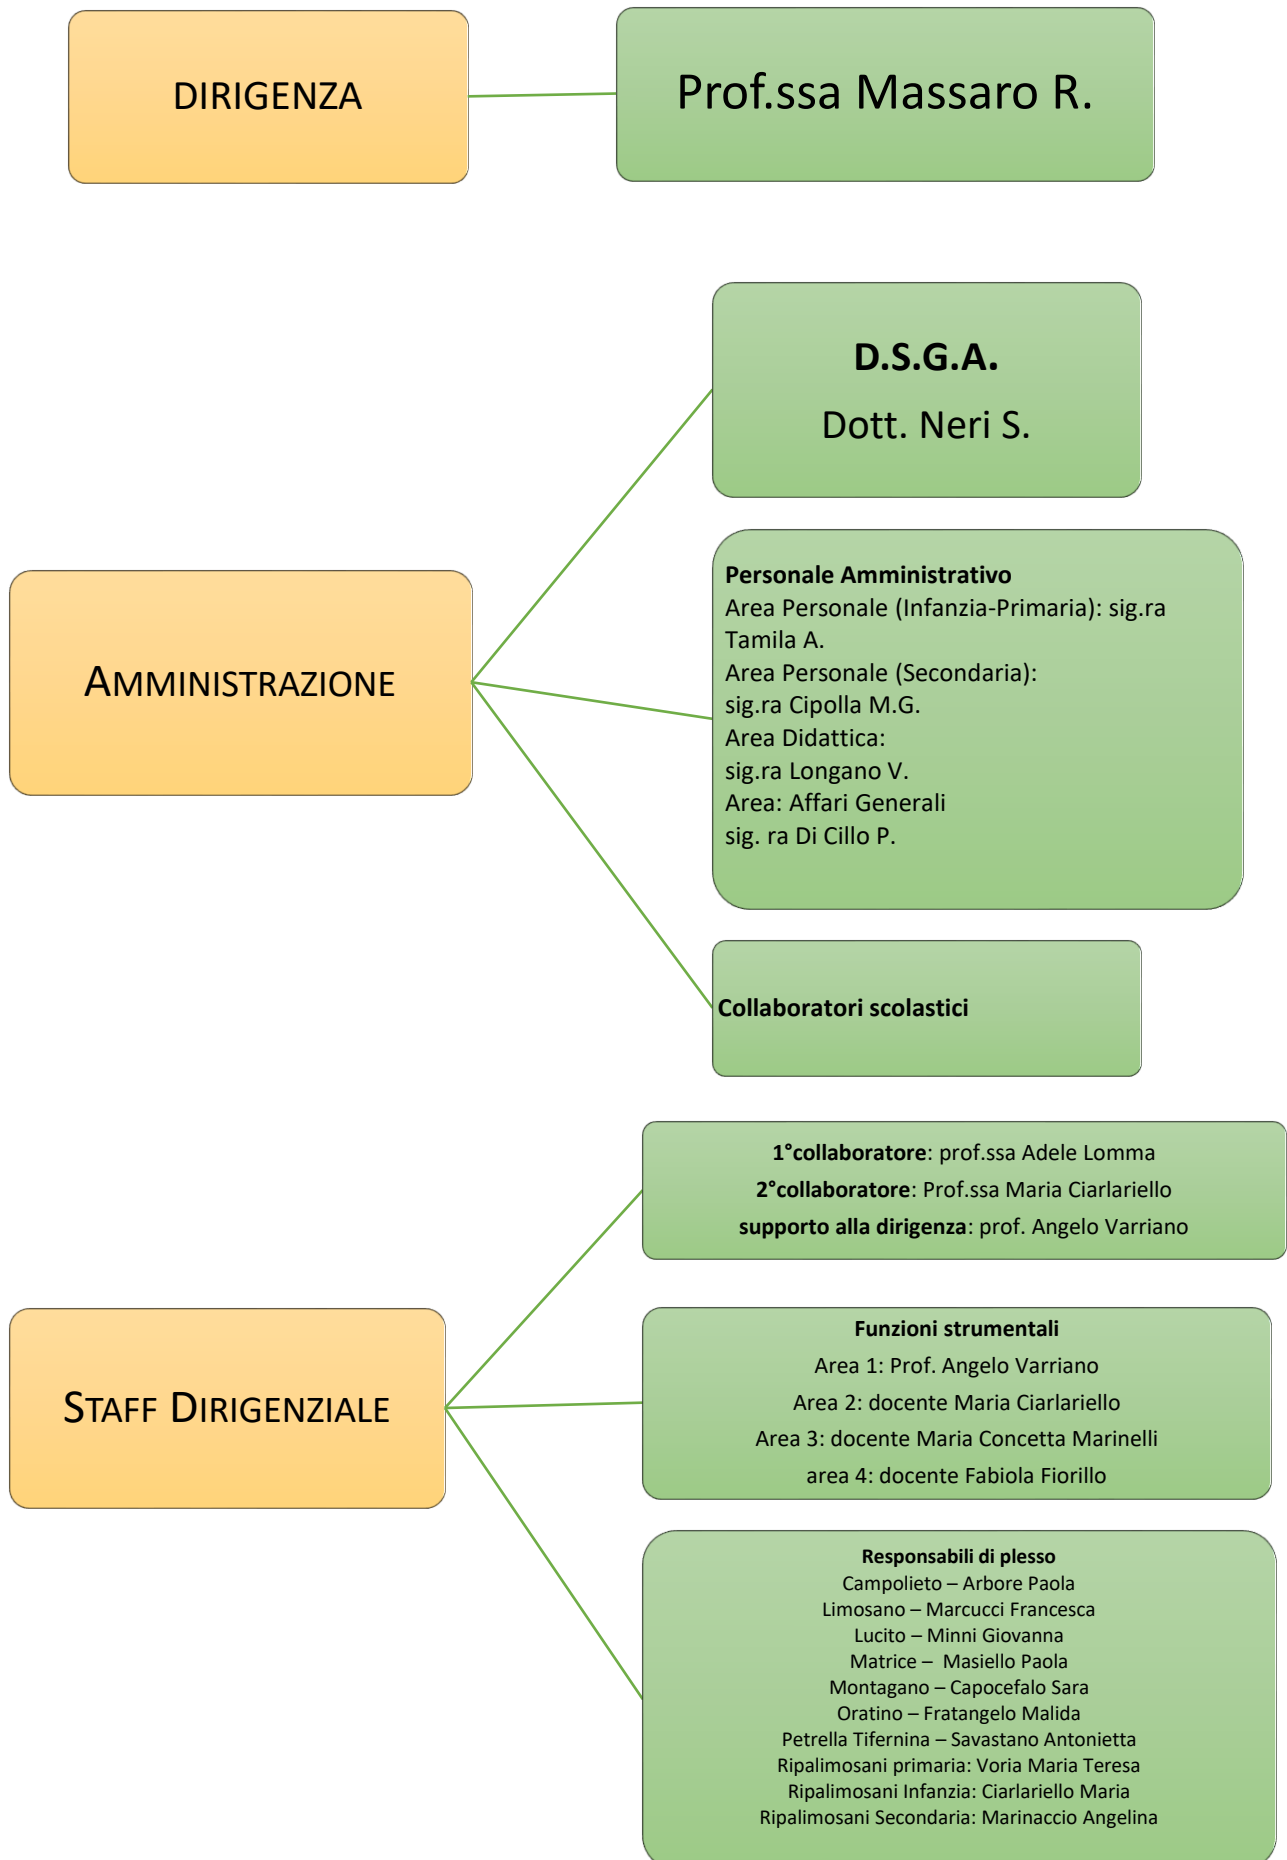 DIRIGENZA
Prof.ssa Massaro R.
D.S.G.A.
Dott. Neri S.
AMMINISTRAZIONE
Personale Amministrativo
Area Personale (Infanzia-Primaria): sig.ra
Tamila A.
Area Personale (Secondaria):
sig.ra Cipolla M.G.
Area Didattica:
sig.ra Longano V.
Area: Affari Generali
sig. ra Di Cillo P.
Collaboratori scolastici
STAFF DIRIGENZIALE
1°collaboratore: prof.ssa Adele Lomma
2°collaboratore: Prof.ssa Maria Ciarlariello
supporto alla dirigenza: prof. Angelo Varriano
Funzioni strumentali
Area 1: Prof. Angelo Varriano
Area 2: docente Maria Ciarlariello
Area 3: docente Maria Concetta Marinelli
area 4: docente Fabiola Fiorillo
Responsabili di plesso
Campolieto – Arbore Paola
Limosano – Marcucci Francesca
Lucito – Minni Giovanna
Matrice –  Masiello Paola
Montagano – Capocefalo Sara
Oratino – Fratangelo Malida
Petrella Tifernina – Savastano Antonietta
Ripalimosani primaria: Voria Maria Teresa
Ripalimosani Infanzia: Ciarlariello Maria
Ripalimosani Secondaria: Marinaccio Angelina